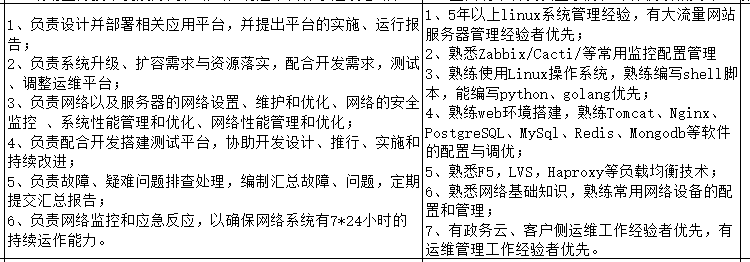 1、负责设计并部署相关应用平台，并提出平台的实施、运行报
告；
2、负责系统升级、扩容需求与资源落实，配合开发需求，测试
、调整运维平台；
3、负责网络以及服务器的网络设置、维护和优化、网络的安全
监控 、系统性能管理和优化、网络性能管理和优化；
4、负责配合开发搭建测试平台，协助开发设计、推行、实施和
持续改进；
5、负责故障、疑难问题排查处理，编制汇总故障、问题，定期
提交汇总报告；
6、负责网络监控和应急反应，以确保网络系统有7*24小时的
持续运作能力。
1、5年以上linux系统管理经验，有大流量网站
服务器管理经验者优先；
2、熟悉Zabbix/Cacti/等常用监控配置管理
3、熟练使用Linux操作系统，熟练编写shell脚
本，能编写python、golang优先；
4、熟练web环境搭建，熟练Tomcat、Nginx、
PostgreSQL、MySql、Redis、Mongodb等软件
的配置与调优；
5、熟悉F5，LVS，Haproxy等负载均衡技术；
6、熟悉网络基础知识，熟练常用网络设备的配
置和管理；
7、有政务云、客户侧运维工作经验者优先，有
运维管理工作经验者优先。